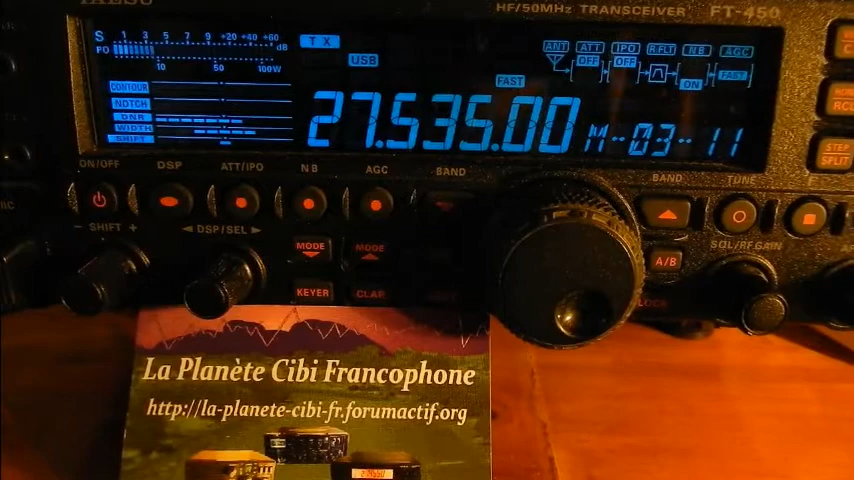 YAESU
HF/50MHz TRANSCEIVER FT-450
S 1 3 5 7 9 +20 +40 +60 dB
PO
10 50 100W
TX
USB
FAST
ANT ATT IPO R.FLT NB AGC
OFF OFF ON FAST
CONTOUR
NOTCH
DNR
WIDTH
SHIFT
27.535.00 M-03-11
ON/OFF DSP ATT/IPO NB AGC BAND
BAND TUNE
STEP
SPLIT
- SHIFT + DSP/SEL
MODE MODE
A/B
SQL/RF GAIN
KEYER CLAR
LOCK
La Planète Cibi Francophone
http://la-planete-cibi-fr.forumactif.org